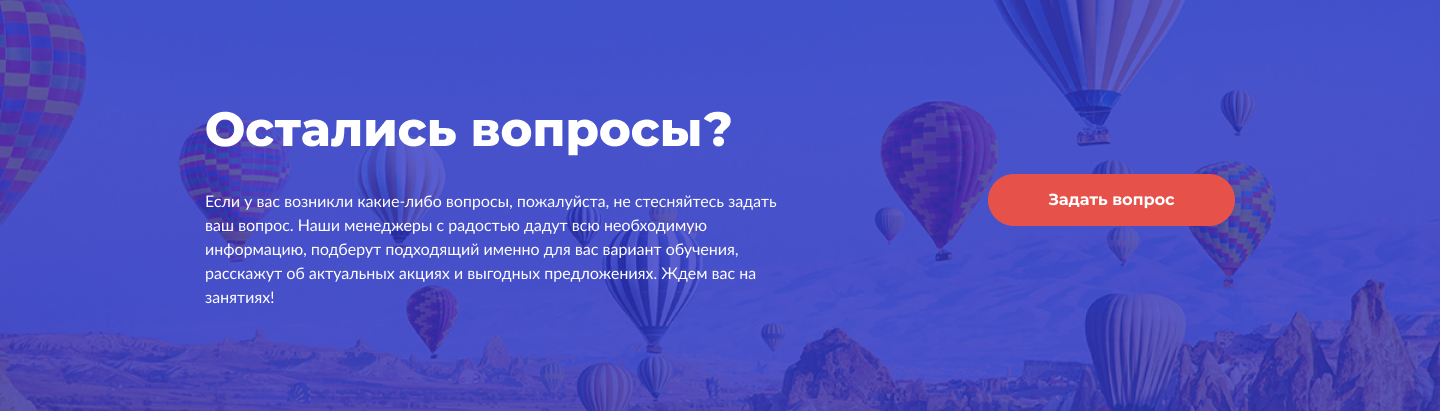 Остались вопросы?
Если у вас возникли какие-либо вопросы, пожалуйста, не стесняйтесь задать
ваш вопрос. Наши менеджеры с радостью дадут всю необходимую
информацию, подберут подходящий именно для вас вариант обучения,
расскажут об актуальных акциях и выгодных предложениях. Ждем вас на
занятиях!
Задать вопрос